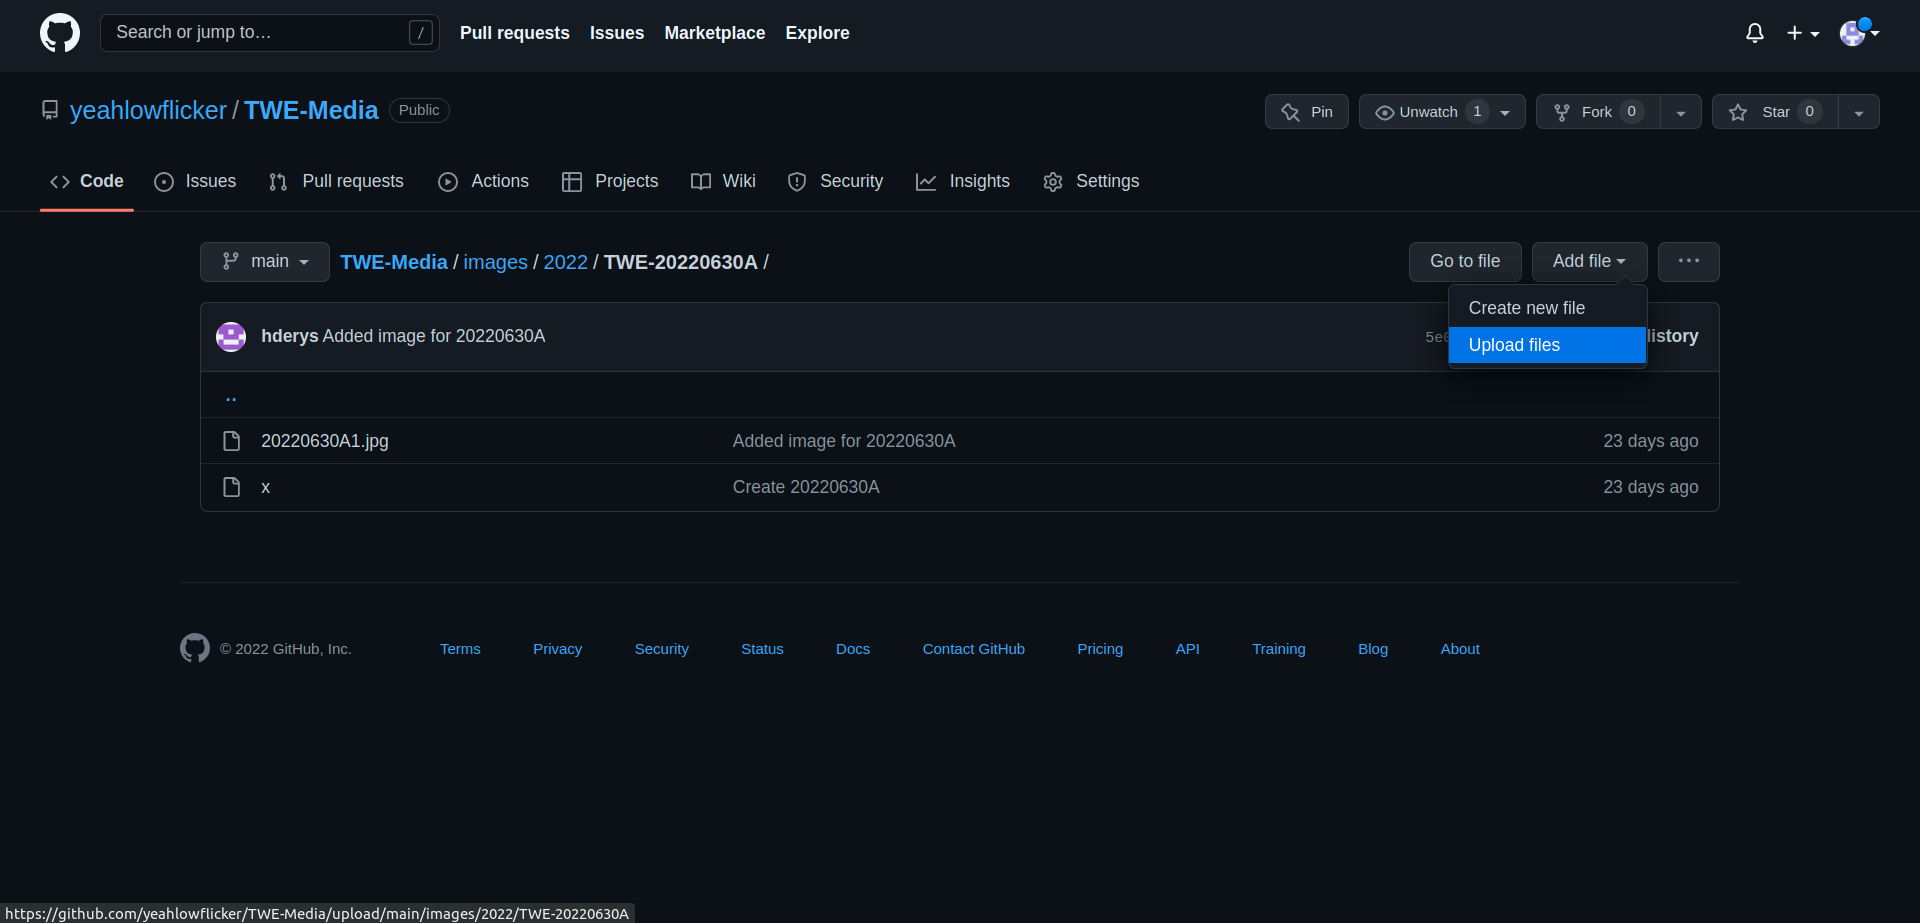 Search or jump to… /
Pull requests Issues Marketplace Explore
yeahlowflicker / TWE-Media Public
Pin Unwatch 1 Fork 0 Star 0
Code Issues Pull requests Actions Projects Wiki Security Insights Settings
main TWE-Media / images / 2022 / TWE-20220630A /
Go to file Add file ···
Create new file
Upload files
hderys Added image for 20220630A
..
20220630A1.jpg Added image for 20220630A 23 days ago
x Create 20220630A 23 days ago
© 2022 GitHub, Inc. Terms Privacy Security Status Docs Contact GitHub Pricing API Training Blog About
https://github.com/yeahlowflicker/TWE-Media/upload/main/images/2022/TWE-20220630A